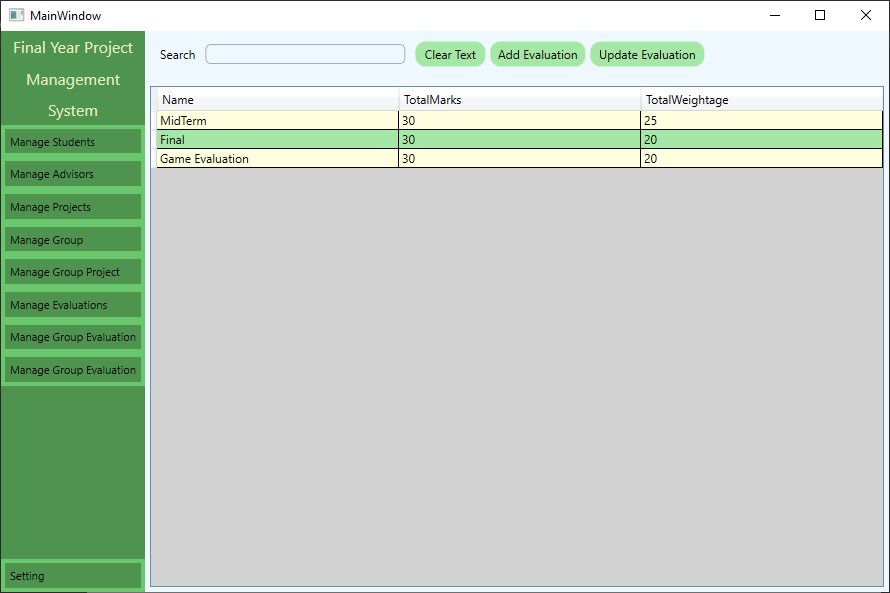 MainWindow
Final Year Project
Management
System
Manage Students
Manage Advisors
Manage Projects
Manage Group
Manage Group Project
Manage Evaluations
Manage Group Evaluation
Manage Group Evaluation
Setting
Search Clear Text Add Evaluation Update Evaluation
Name TotalMarks TotalWeightage
MidTerm 30 25
Final 30 20
Game Evaluation 30 20